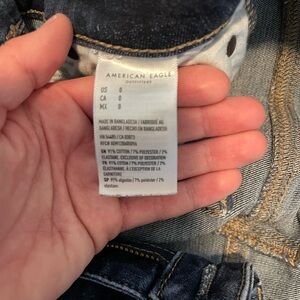 AMERICAN EAGLE
OUTFITTERS
US 0
CA 0
MX 0
MADE IN BANGLADESH / FABRIQUÉ AU
BANGLADESH / HECHO EN BANGLADESH
EN 91% COTTON / 7% POLYESTER / 2%
ELASTANE, EXCLUSIVE OF DECORATION
FR 91% COTON / 7% POLYESTER / 2%
ÉLASTHANNE, À L'EXCEPTION DE LA
GARNITURE
SP 91% algodón / 7% poliéster / 2%
elastano